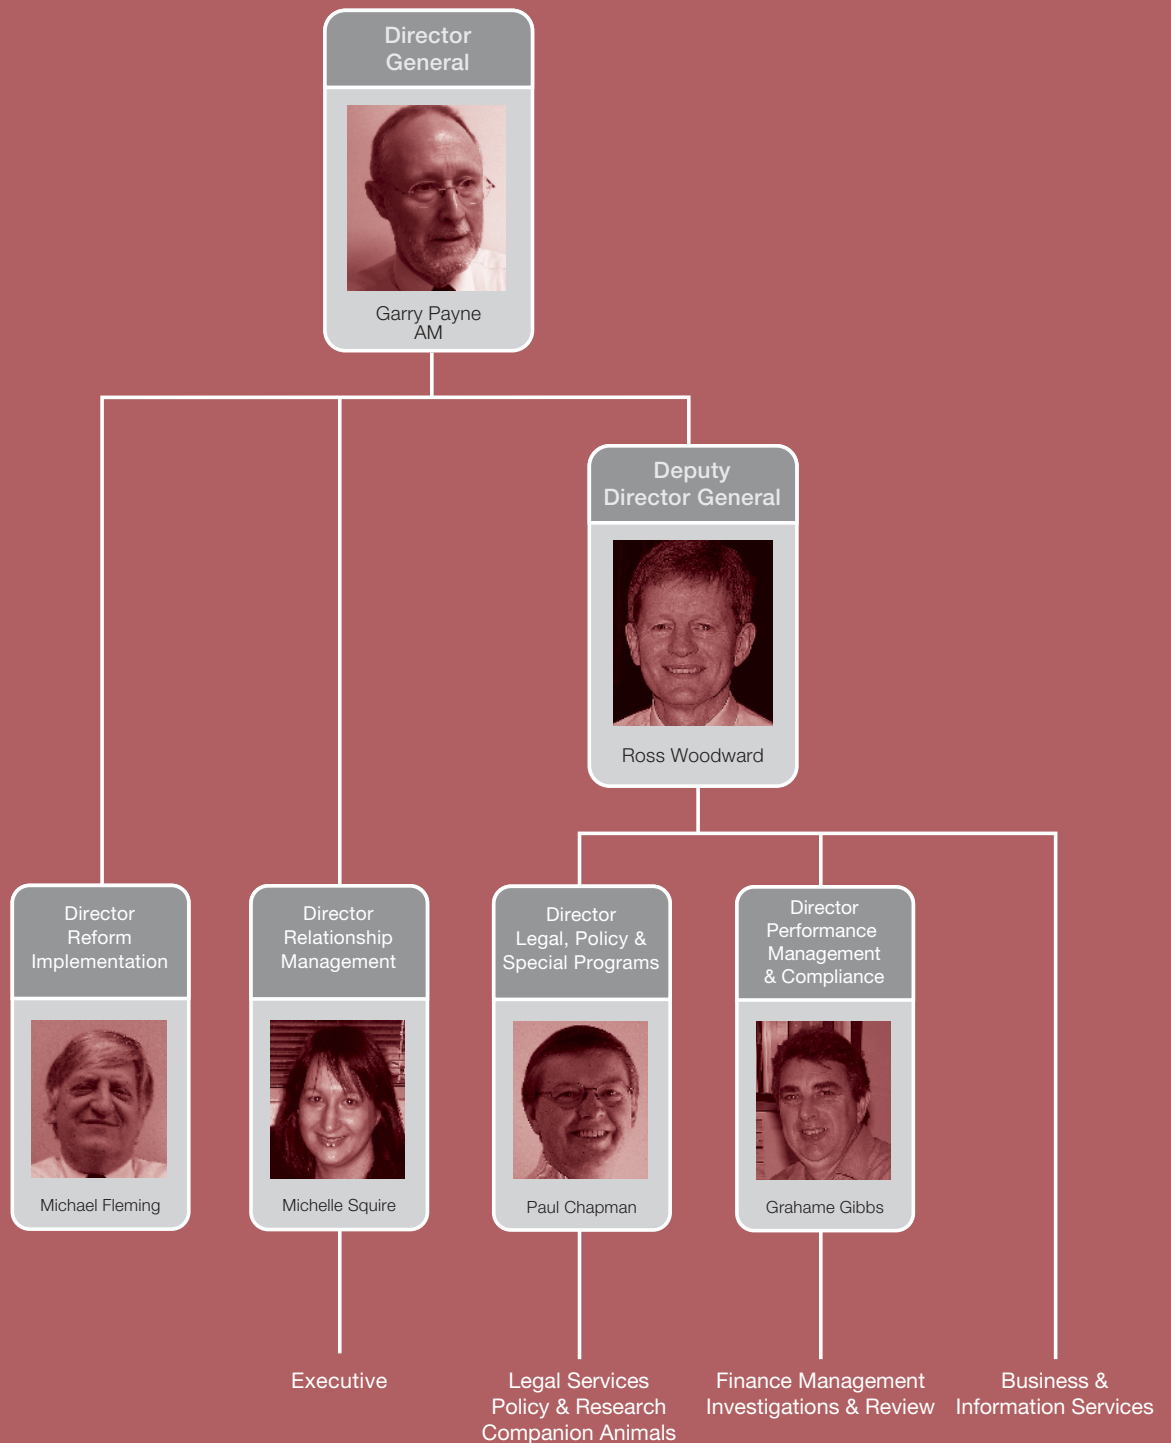 Director
General
Garry Payne
AM
Deputy
Director General
Ross Woodward
Director
Reform
Implementation
Michael Fleming
Director
Relationship
Management
Michelle Squire
Director
Legal, Policy &
Special Programs
Paul Chapman
Director
Performance
Management
& Compliance
Grahame Gibbs
Executive
Legal Services
Policy & Research
Companion Animals
Finance Management
Investigations & Review
Business &
Information Services